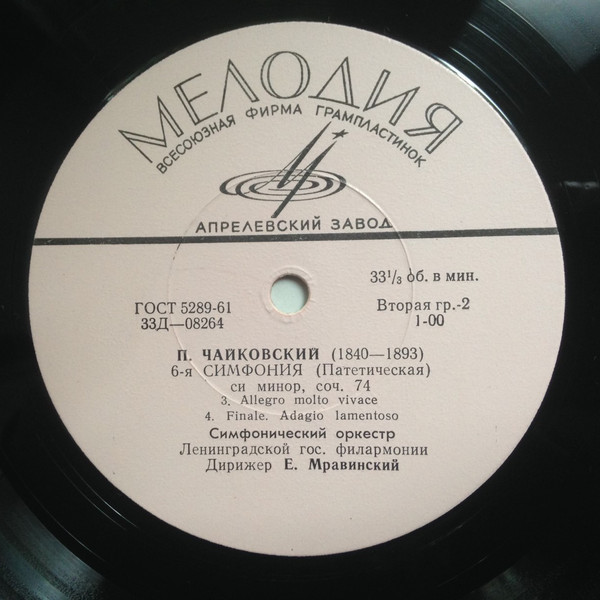 МЕЛОДИЯ
ВСЕСОЮЗНАЯ ФИРМА ГРАМПЛАСТИНОК
АПРЕЛЕВСКИЙ ЗАВОД
33⅓ об. в мин.
ГОСТ 5289-61
Вторая гр.-2
33Д—08264
1-00
П. ЧАЙКОВСКИЙ (1840—1893)
6-я СИМФОНИЯ (Патетическая)
си минор, соч. 74
3. Allegro molto vivace
4. Finale. Adagio lamentoso
Симфонический оркестр
Ленинградской гос. филармонии
Дирижер Е. Мравинский